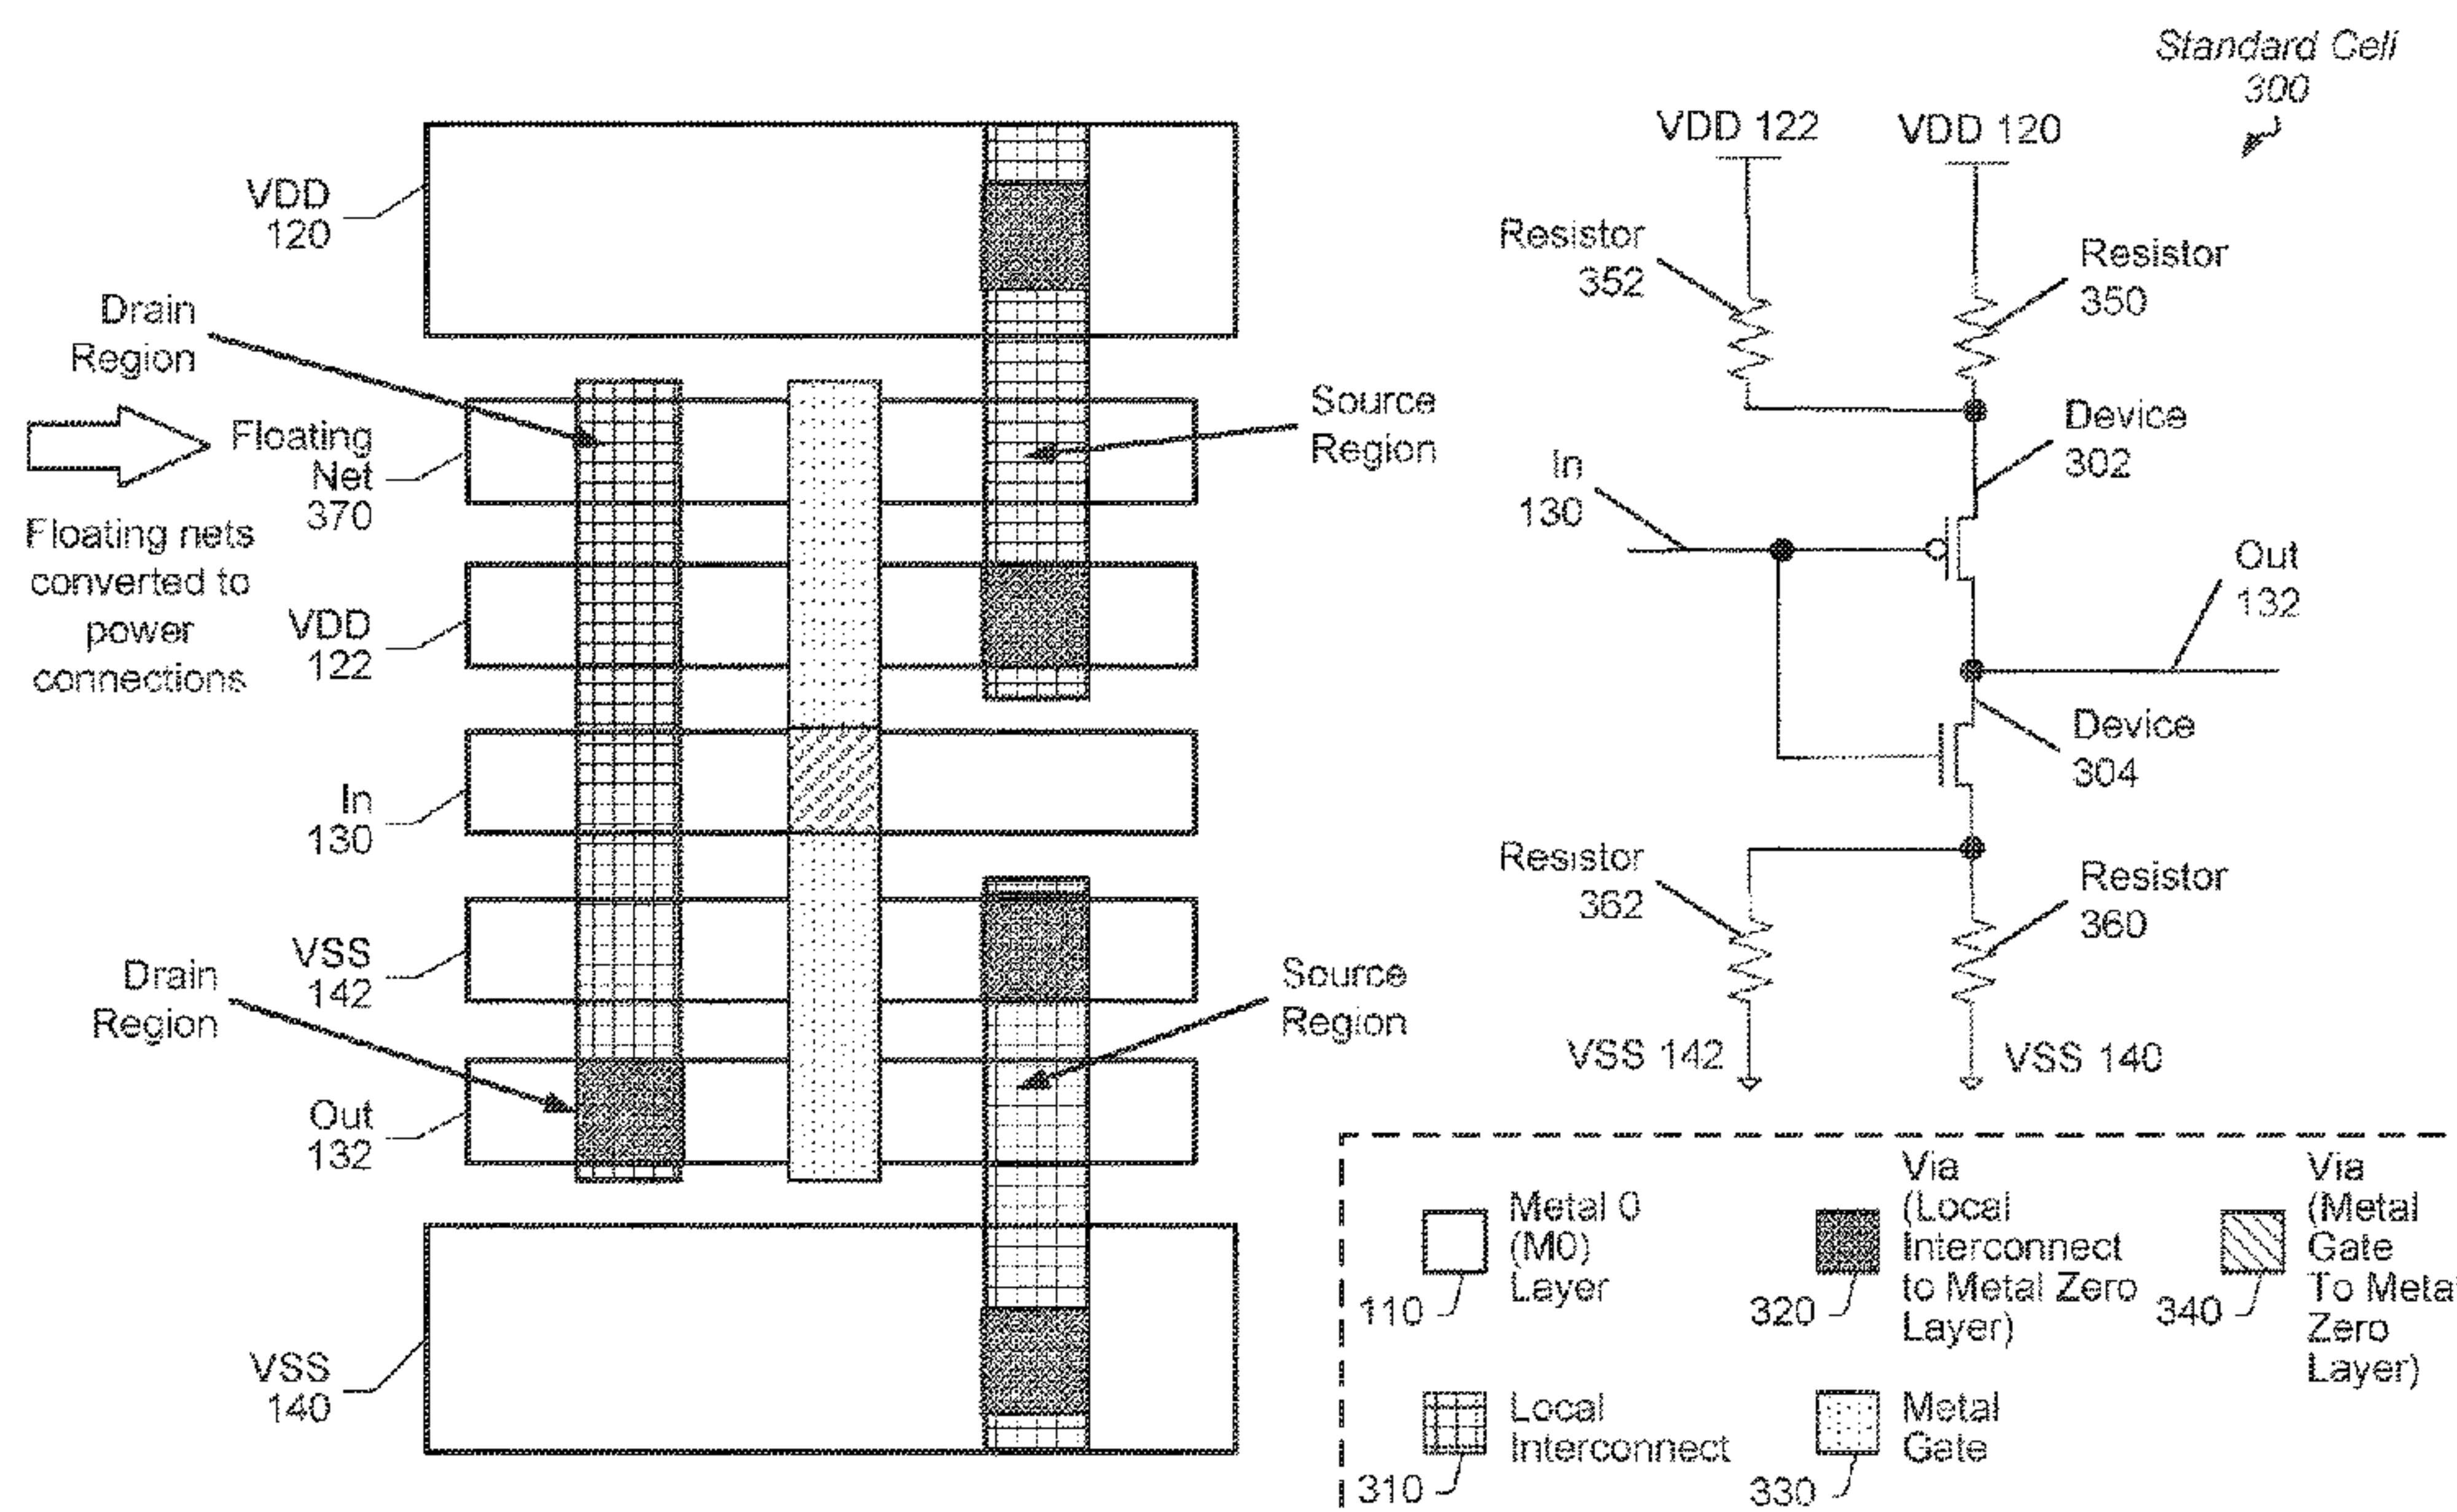 Standard Cell
300
VDD
120
Drain
Region
Floating
Net
370
Floating nets
converted to
power
connections
VDD
122
In
130
VSS
142
Drain
Region
Out
132
VSS
140
Source
Region
Source
Region
VDD 122
VDD 120
Resistor
352
Resistor
350
Device
302
In
130
Out
132
Device
304
Resistor
362
Resistor
360
VSS 142
VSS 140
Metal 0
(M0)
Layer
110
Via
(Local
Interconnect
to Metal Zero
Layer)
320
Via
(Metal
Gate
To Metal
Zero
Layer)
340
Local
Interconnect
310
Metal
Gate
330